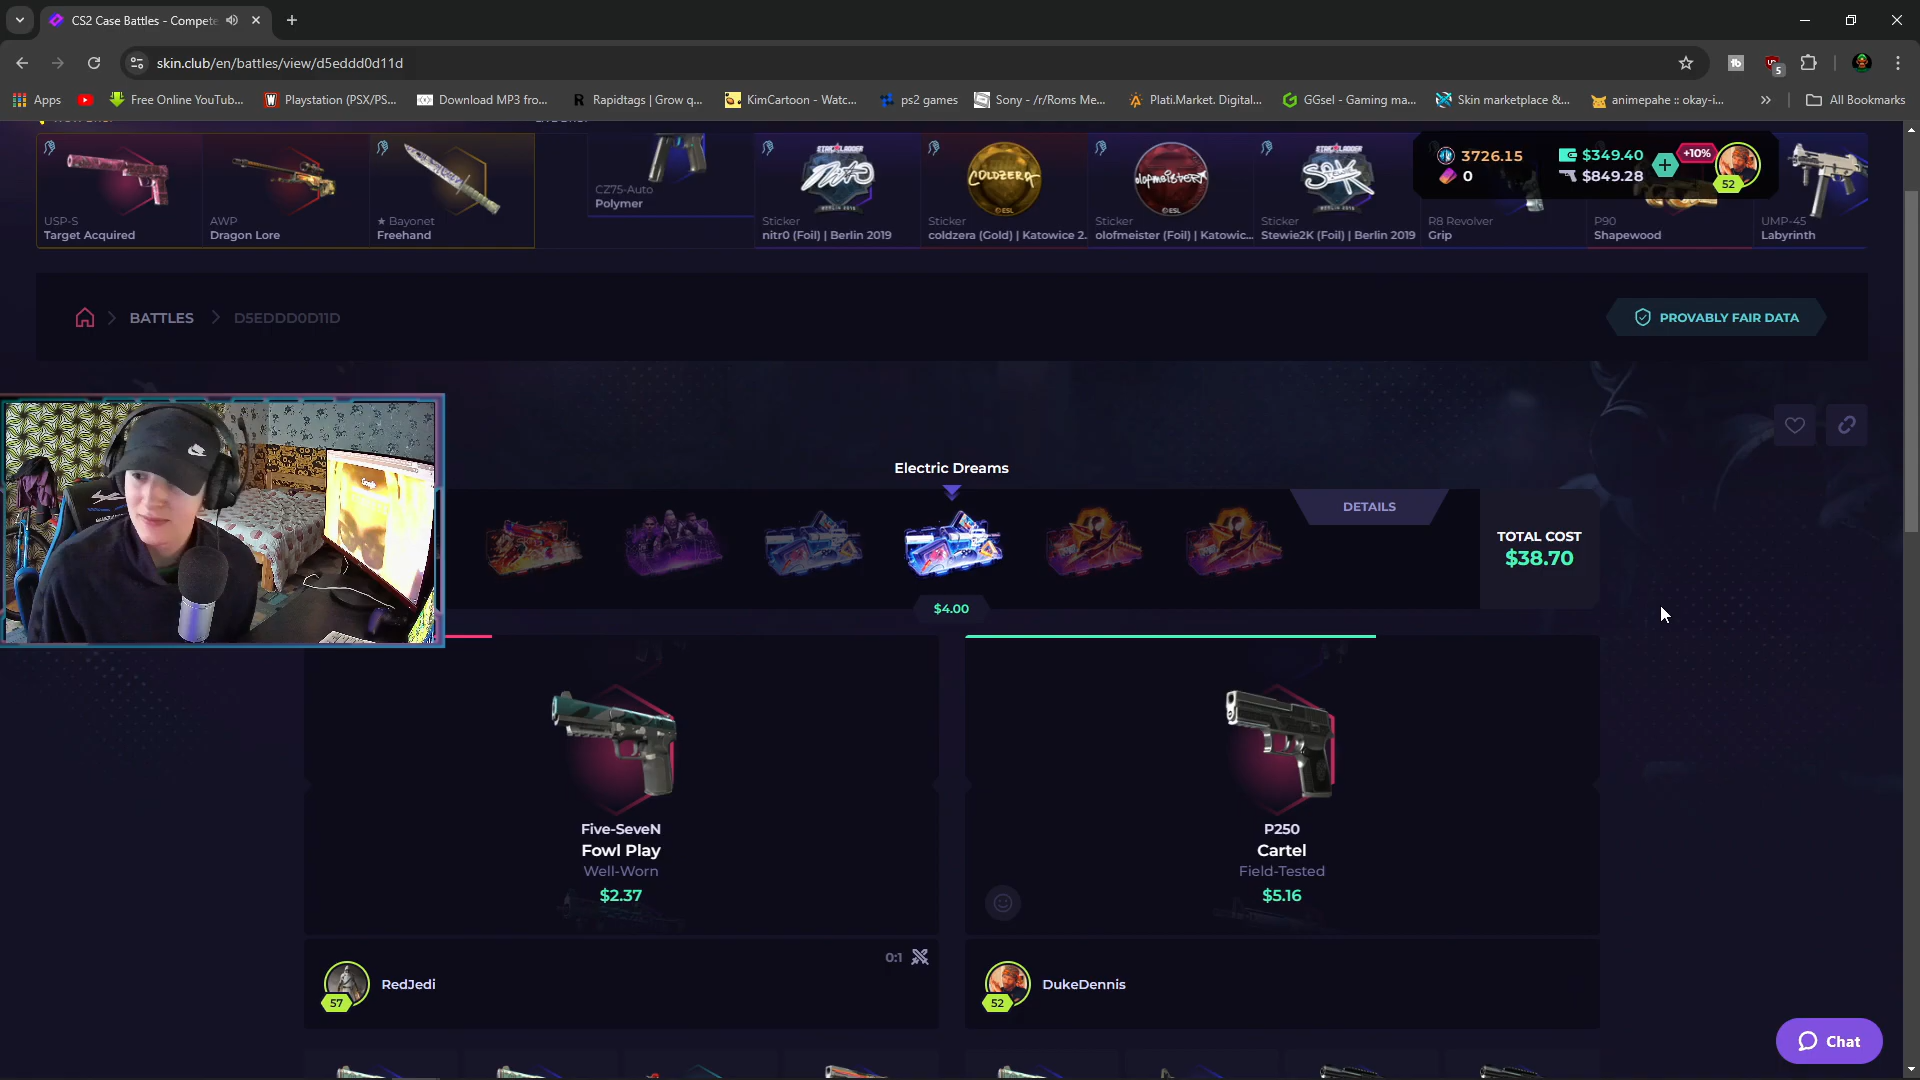 CS2 Case Battles - Compete
skin.club/en/battles/view/d5eddd0d11d
5
Apps
Free Online YouTub...
Playstation (PSX/PS...
Download MP3 fro...
Rapidtags | Grow q...
KimCartoon - Watc...
ps2 games
Sony - /r/Roms Me...
Plati.Market. Digital...
GGsel - Gaming ma...
Skin marketplace &...
animepahe :: okay-i...
»
All Bookmarks
USP-S
Target Acquired
AWP
Dragon Lore
★ Bayonet
Freehand
CZ75-Auto
Polymer
Sticker
nitr0 (Foil) | Berlin 2019
COLDZERA
ESL
Sticker
coldzera (Gold) | Katowice 2...
olofmeister
ESL
Sticker
olofmeister (Foil) | Katowic...
Sticker
Stewie2K (Foil) | Berlin 2019
R8 Revolver
Grip
P90
Shapewood
UMP-45
Labyrinth
3726.15
0
$349.40
$849.28
+10%
52
BATTLES
D5EDDD0D11D
PROVABLY FAIR DATA
Google
Electric Dreams
DETAILS
TOTAL COST
$38.70
$4.00
Five-SeveN
Fowl Play
Well-Worn
$2.37
P250
Cartel
Field-Tested
$5.16
57
RedJedi
0:1
52
DukeDennis
Chat